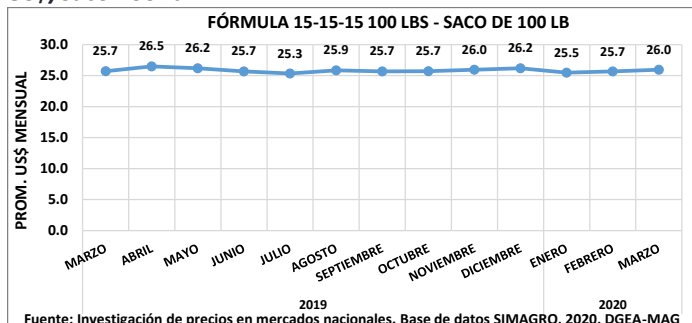 FÓRMULA 15-15-15 100 LBS - SACO DE 100 LB
PROM. US$ MENSUAL
30.0
25.0
20.0
15.0
10.0
5.0
0.0
25.7 26.5 26.2 25.7 25.3 25.9 25.7 25.7 26.0 26.2 25.5 25.7 26.0
MARZO ABRIL MAYO JUNIO JULIO AGOSTO SEPTIEMBRE OCTUBRE NOVIEMBRE DICIEMBRE ENERO FEBRERO MARZO
2019 2020
Fuente: Investigación de precios en mercados nacionales. Base de datos SIMAGRO. 2020. DGEA-MAG